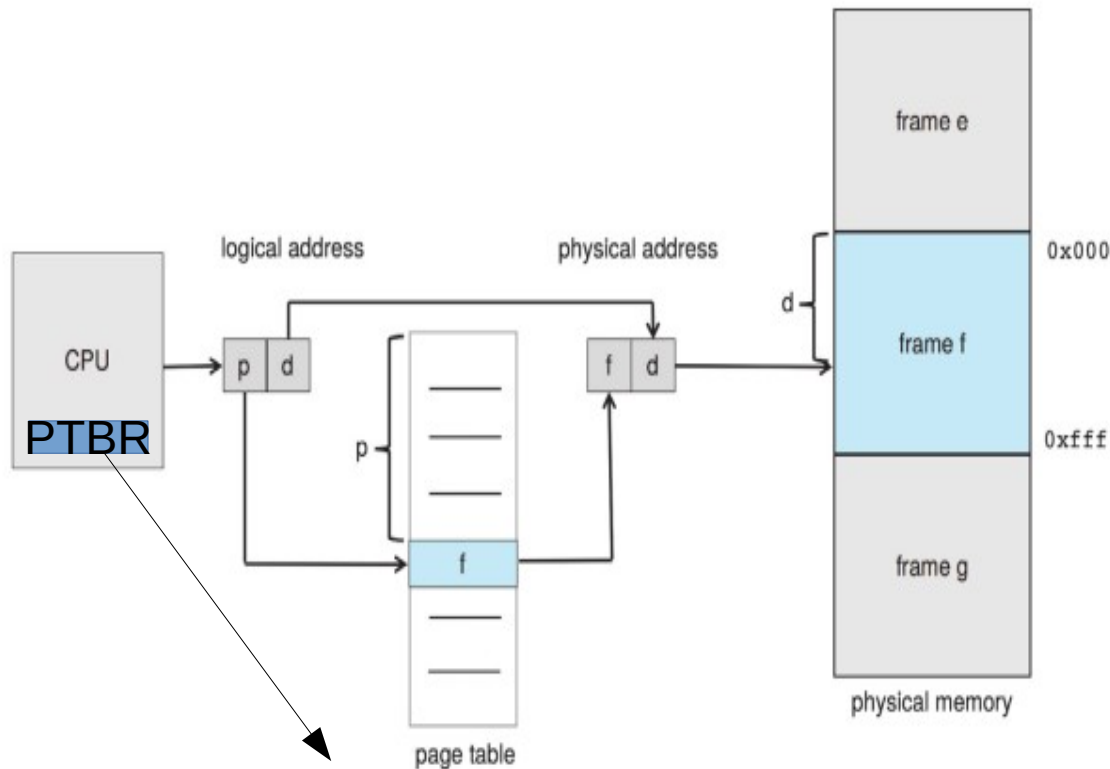 frame e
logical address
physical address
0x000
d
CPU
p d
f d
frame f
PTBR
p
0xfff
f
frame g
physical memory
page table